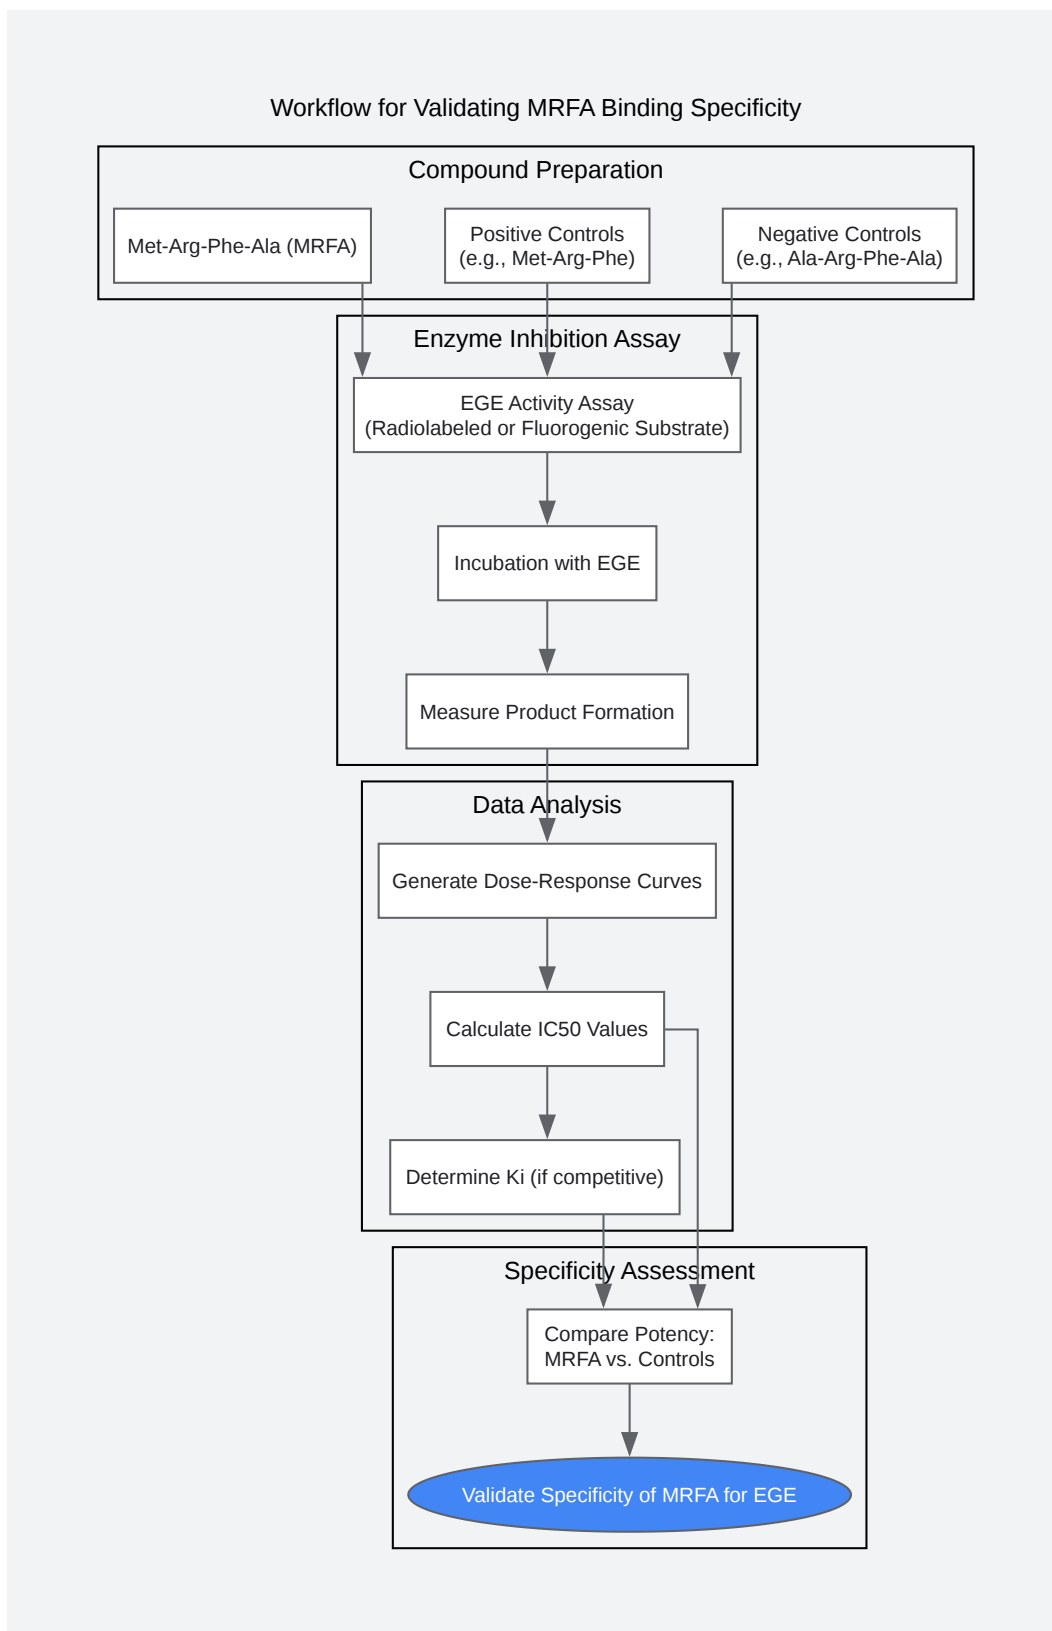 Workflow for Validating MRFA Binding Specificity
Compound Preparation
Met-Arg-Phe-Ala (MRFA)
Positive Controls
(e.g., Met-Arg-Phe)
Negative Controls
(e.g., Ala-Arg-Phe-Ala)
Enzyme Inhibition Assay
EGE Activity Assay
(Radiolabeled or Fluorogenic Substrate)
Incubation with EGE
Measure Product Formation
Data Analysis
Generate Dose-Response Curves
Calculate IC50 Values
Determine Ki (if competitive)
Specificity Assessment
Compare Potency:
MRFA vs. Controls
Validate Specificity of MRFA for EGE